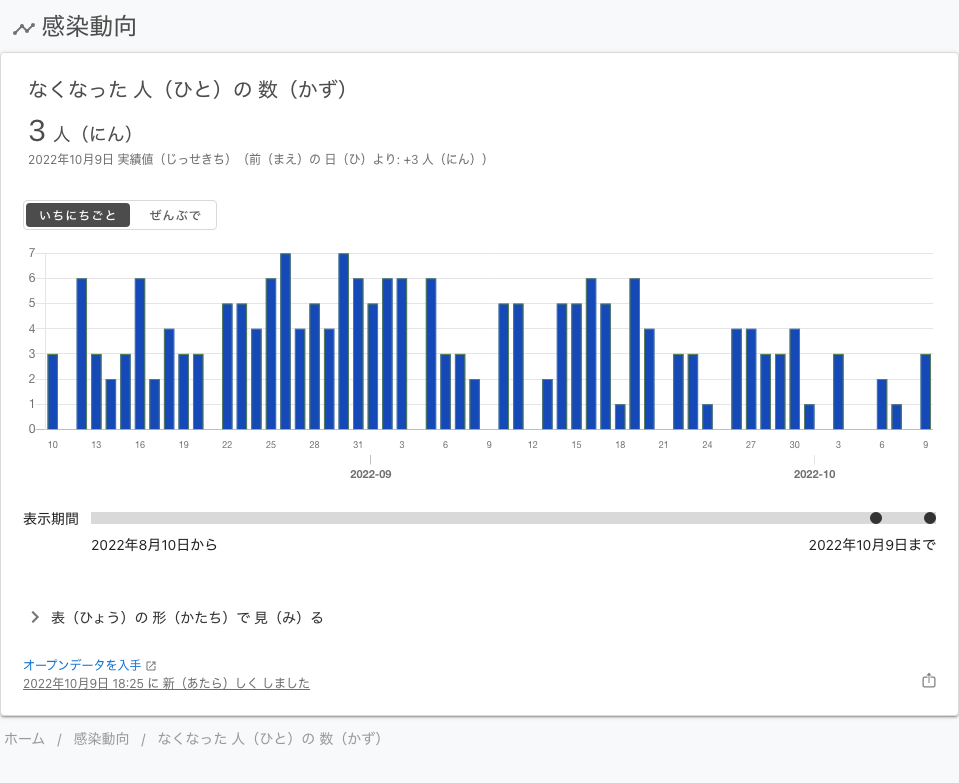 感染動向
なくなった 人（ひと）の 数（かず）
3 人（にん）
2022年10月9日 実績値（じっせきち）（前（まえ）の 日（ひ）より: +3 人（にん））
いちにちごと ぜんぶで
7
6
5
4
3
2
1
0
10 13 16 19 22 25 28 31 3 6 9 12 15 18 21 24 27 30 3 6 9
2022-09 2022-10
表示期間
2022年8月10日から 2022年10月9日まで
表（ひょう）の 形（かたち）で 見（み）る
オープンデータを入手
2022年10月9日 18:25 に 新（あたら）しく しました
ホーム / 感染動向 / なくなった 人（ひと）の 数（かず）